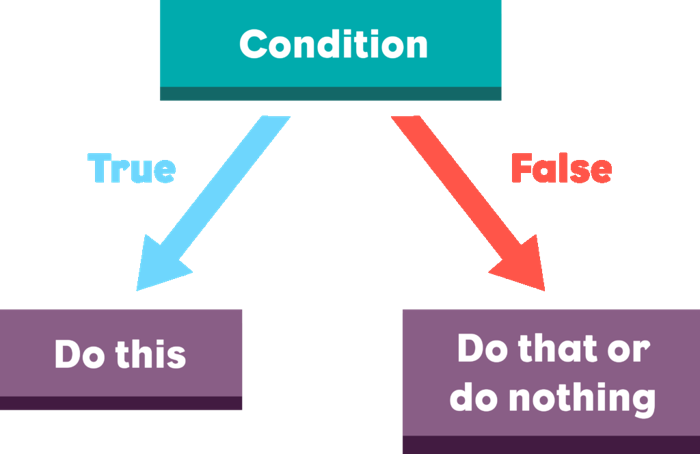 Condition
True
False
Do this
Do that or
do nothing